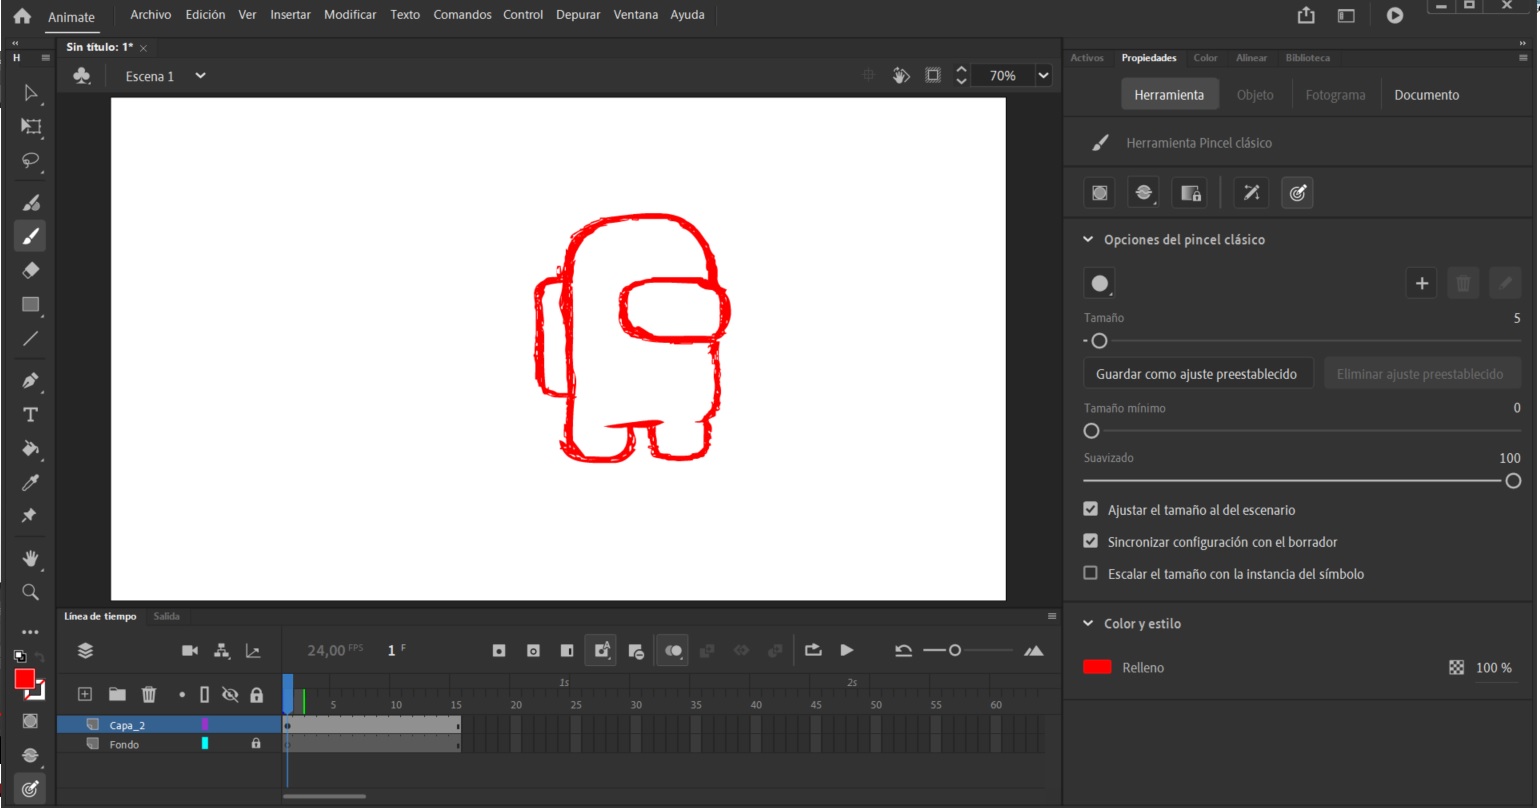 Animate
Archivo Edición Ver Insertar Modificar Texto Comandos Control Depurar Ventana Ayuda
Sin título: 1*
H
Escena 1
70%
Activos Propiedades Color Alinear Biblioteca
Herramienta Objeto Fotograma Documento
Herramienta Pincel clásico
Opciones del pincel clásico
Tamaño 5
Guardar como ajuste preestablecido Eliminar ajuste preestablecido
Tamaño mínimo 0
Suavizado 100
Ajustar el tamaño al del escenario
Sincronizar configuración con el borrador
Escalar el tamaño con la instancia del símbolo
Color y estilo
Relleno 100 %
Línea de tiempo Salida
24,00 FPS 1 F
1s 2s
5 10 15 20 25 30 35 40 45 50 55 60
Capa_2
Fondo